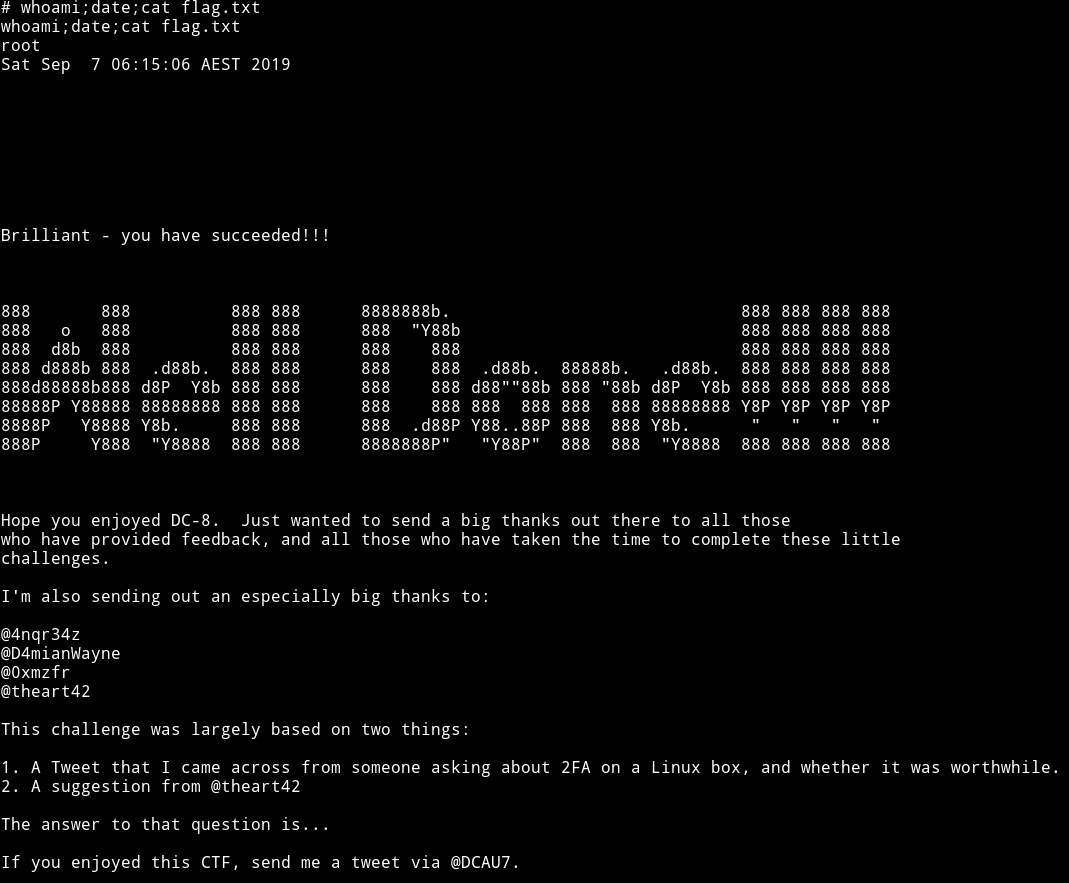 # whoami;date;cat flag.txt
whoami;date;cat flag.txt
root
Sat Sep  7 06:15:06 AEST 2019
Brilliant - you have succeeded!!!
888       888          888 888      8888888b.                             888 888 888 888
888   o   888          888 888      888  "Y88b                            888 888 888 888
888  d8b  888          888 888      888    888                            888 888 888 888
888 d888b 888  .d88b.  888 888      888    888  .d88b.  88888b.   .d88b.  888 888 888 888
888d88888b888 d8P  Y8b 888 888      888    888 d88""88b 888 "88b d8P  Y8b 888 888 888 888
88888P Y88888 88888888 888 888      888    888 888  888 888  888 88888888 Y8P Y8P Y8P Y8P
8888P   Y8888 Y8b.     888 888      888  .d88P Y88..88P 888  888 Y8b.      "   "   "   "
888P     Y888  "Y8888  888 888      8888888P"   "Y88P"  888  888  "Y8888  888 888 888 888
Hope you enjoyed DC-8.  Just wanted to send a big thanks out there to all those
who have provided feedback, and all those who have taken the time to complete these little
challenges.
I'm also sending out an especially big thanks to:
@4nqr34z
@D4mianWayne
@0xmzfr
@theart42
This challenge was largely based on two things:
1. A Tweet that I came across from someone asking about 2FA on a Linux box, and whether it was worthwhile.
2. A suggestion from @theart42
The answer to that question is...
If you enjoyed this CTF, send me a tweet via @DCAU7.